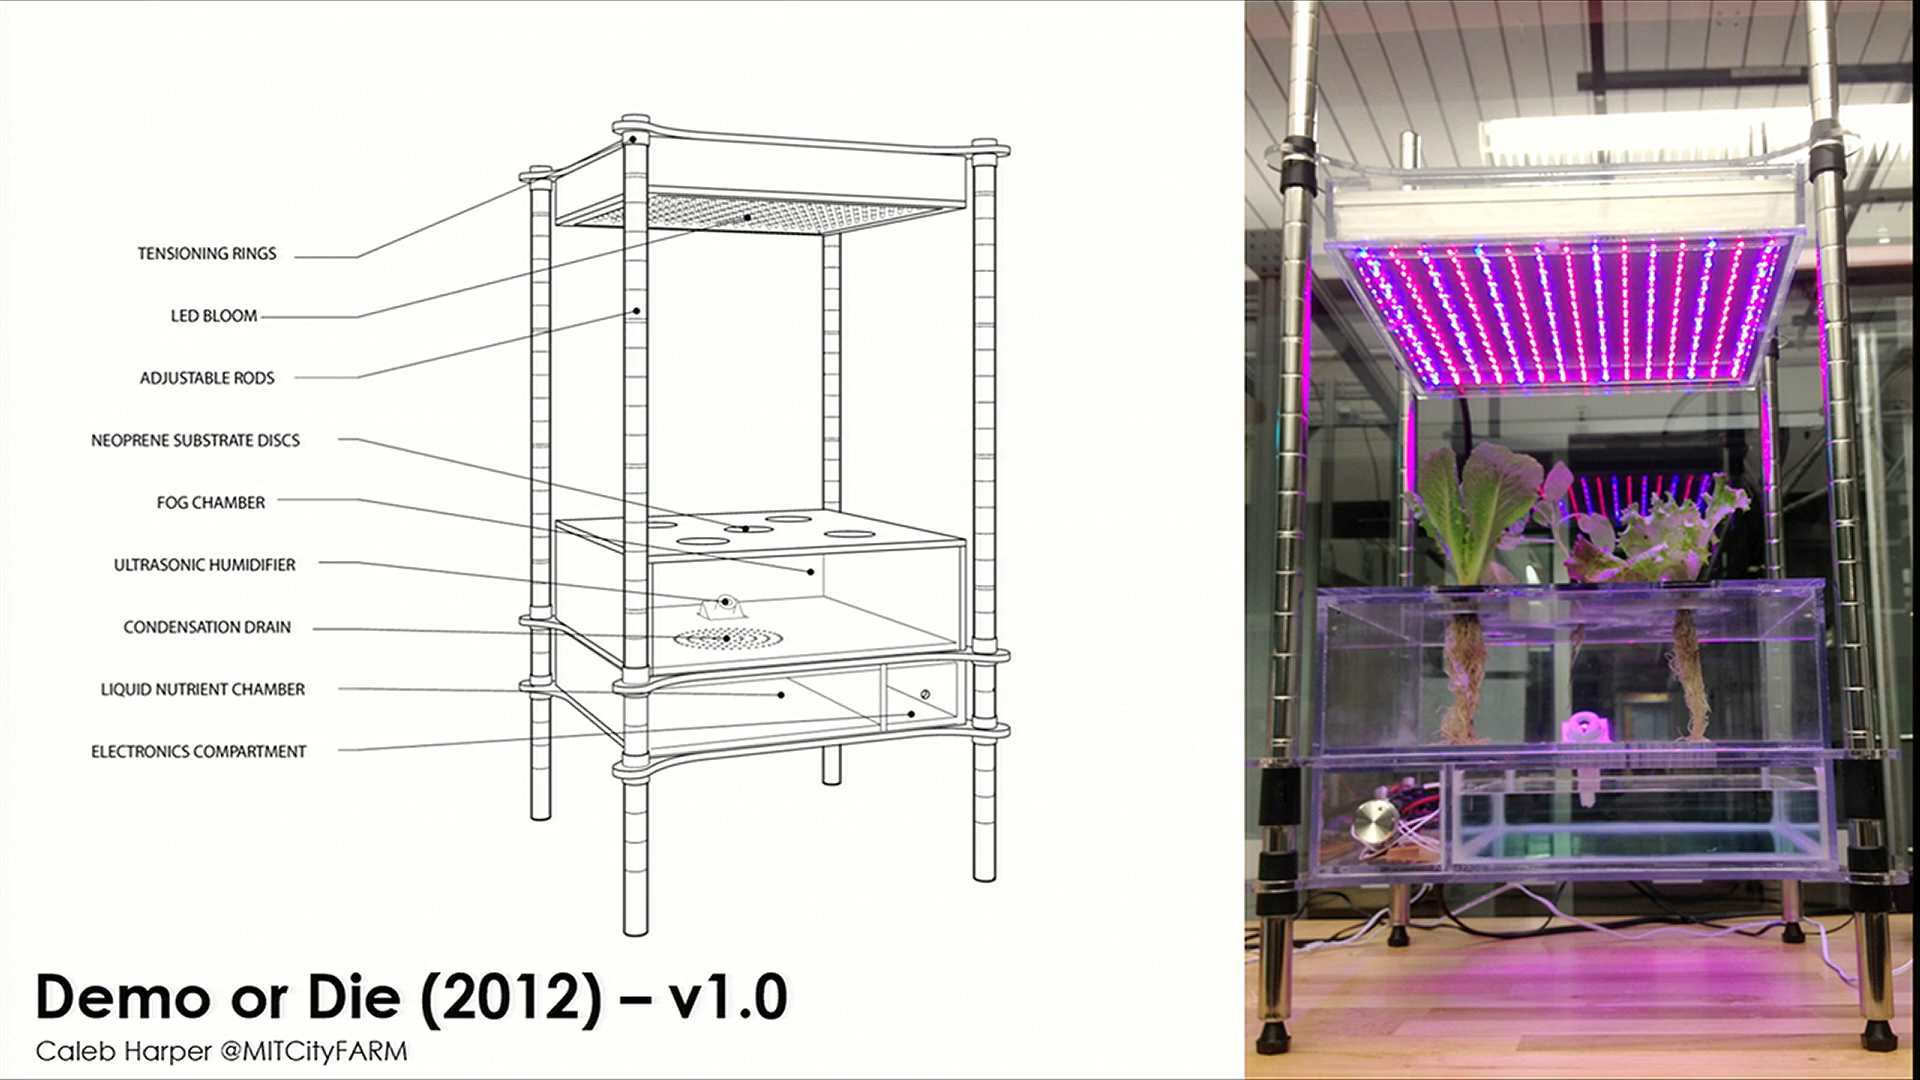 TENSIONING RINGS
LED BLOOM
ADJUSTABLE RODS
NEOPRENE SUBSTRATE DISCS
FOG CHAMBER
ULTRASONIC HUMIDIFIER
CONDENSATION DRAIN
LIQUID NUTRIENT CHAMBER
ELECTRONICS COMPARTMENT
Demo or Die (2012) – v1.0
Caleb Harper @MITCityFARM